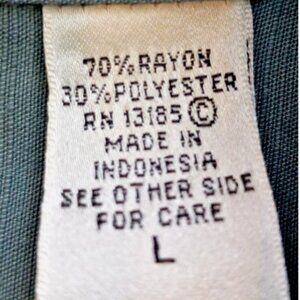 70% RAYON
30% POLYESTER
RN 13185 ©
MADE IN
INDONESIA
SEE OTHER SIDE
FOR CARE
L